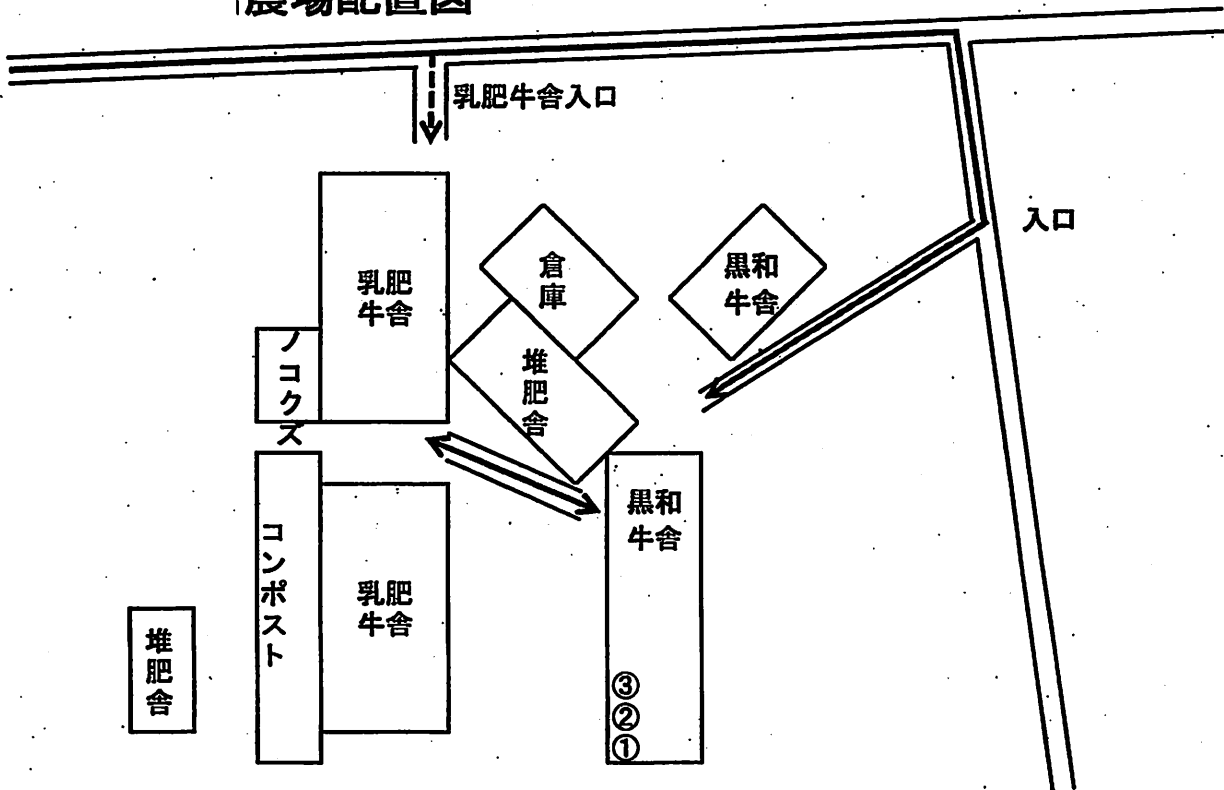 農場配置図
乳肥牛舎入口
入口
乳肥
牛舎
倉
庫
黒和
牛舎
ノコクズ
堆肥舎
黒和
牛舎
コンポスト
乳肥
牛舎
堆肥舎
③
②
①